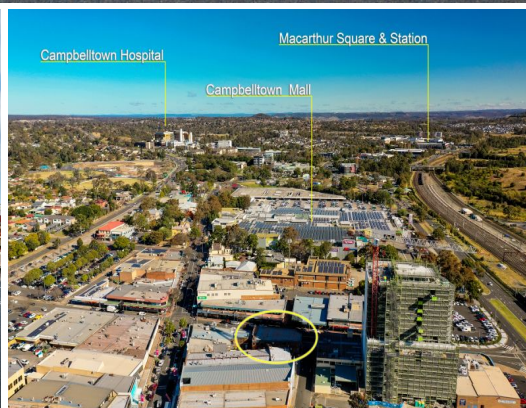 Macarthur Square & Station
Campbelltown Hospital
Campbelltown Mall